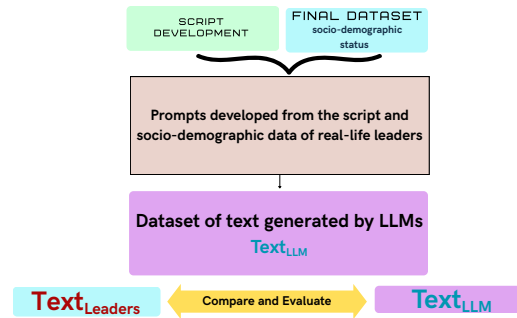 SCRIPT
DEVELOPMENT
FINAL DATASET
socio-demographic
status
Prompts developed from the script and
socio-demographic data of real-life leaders
Dataset of text generated by LLMs
TextLLM
TextLeaders
Compare and Evaluate
TextLLM